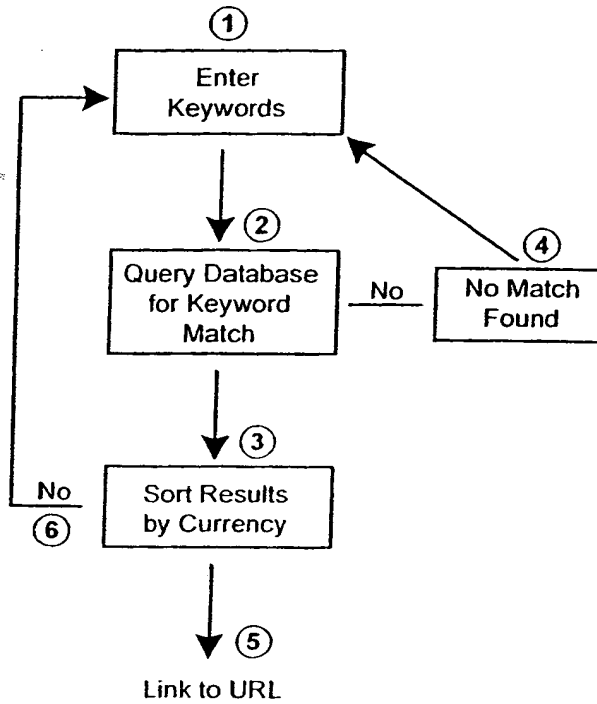 1
Enter
Keywords
2
Query Database
for Keyword
Match
No
4
No Match
Found
3
Sort Results
by Currency
No
6
5
Link to URL